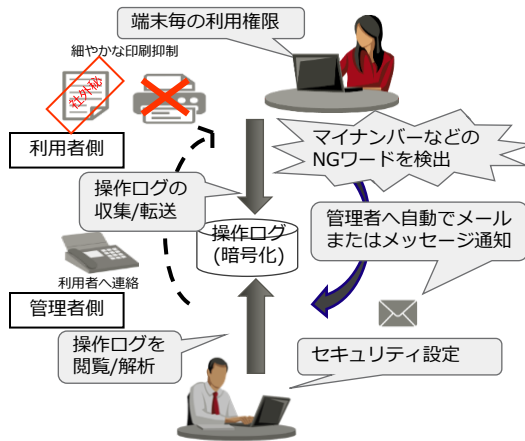 端末毎の利用権限
細やかな印刷抑制
社外秘
利用者側
マイナンバーなどの
NGワードを検出
操作ログの
収集/転送
管理者へ自動でメール
またはメッセージ通知
操作ログ
(暗号化)
利用者へ連絡
管理者側
操作ログを
閲覧/解析
セキュリティ設定